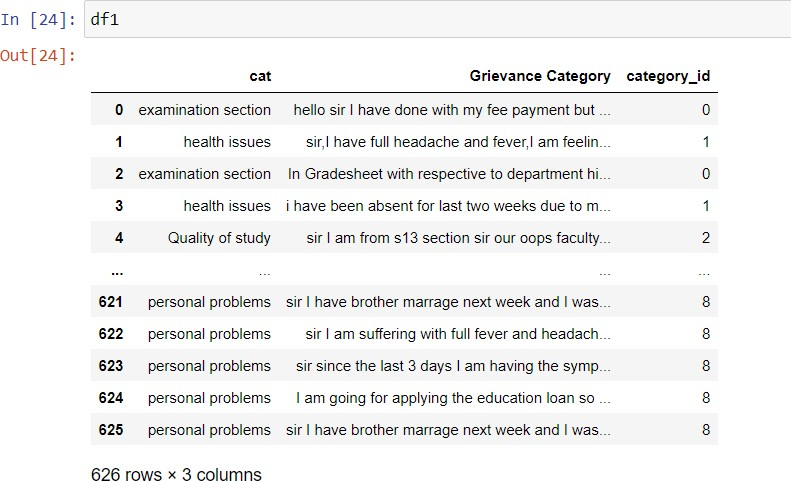 In [24]: df1
Out[24]:
cat Grievance Category category_id
0 examination section hello sir I have done with my fee payment but ... 0
1 health issues sir,I have full headache and fever,I am feelin... 1
2 examination section In Gradesheet with respective to department hi... 0
3 health issues i have been absent for last two weeks due to m... 1
4 Quality of study sir I am from s13 section sir our oops faculty... 2
... ... ... ...
621 personal problems sir I have brother marrage next week and I was... 8
622 personal problems sir I am suffering with full fever and headach... 8
623 personal problems sir since the last 3 days I am having the symp... 8
624 personal problems I am going for applying the education loan so ... 8
625 personal problems sir I have brother marrage next week and I was... 8
626 rows × 3 columns